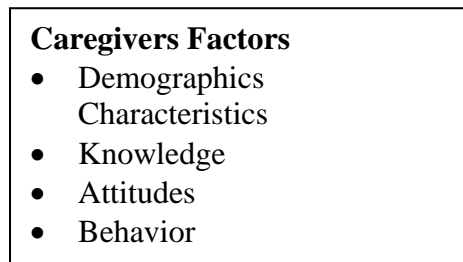 Caregivers Factors
• Demographics
Characteristics
• Knowledge
• Attitudes
• Behavior